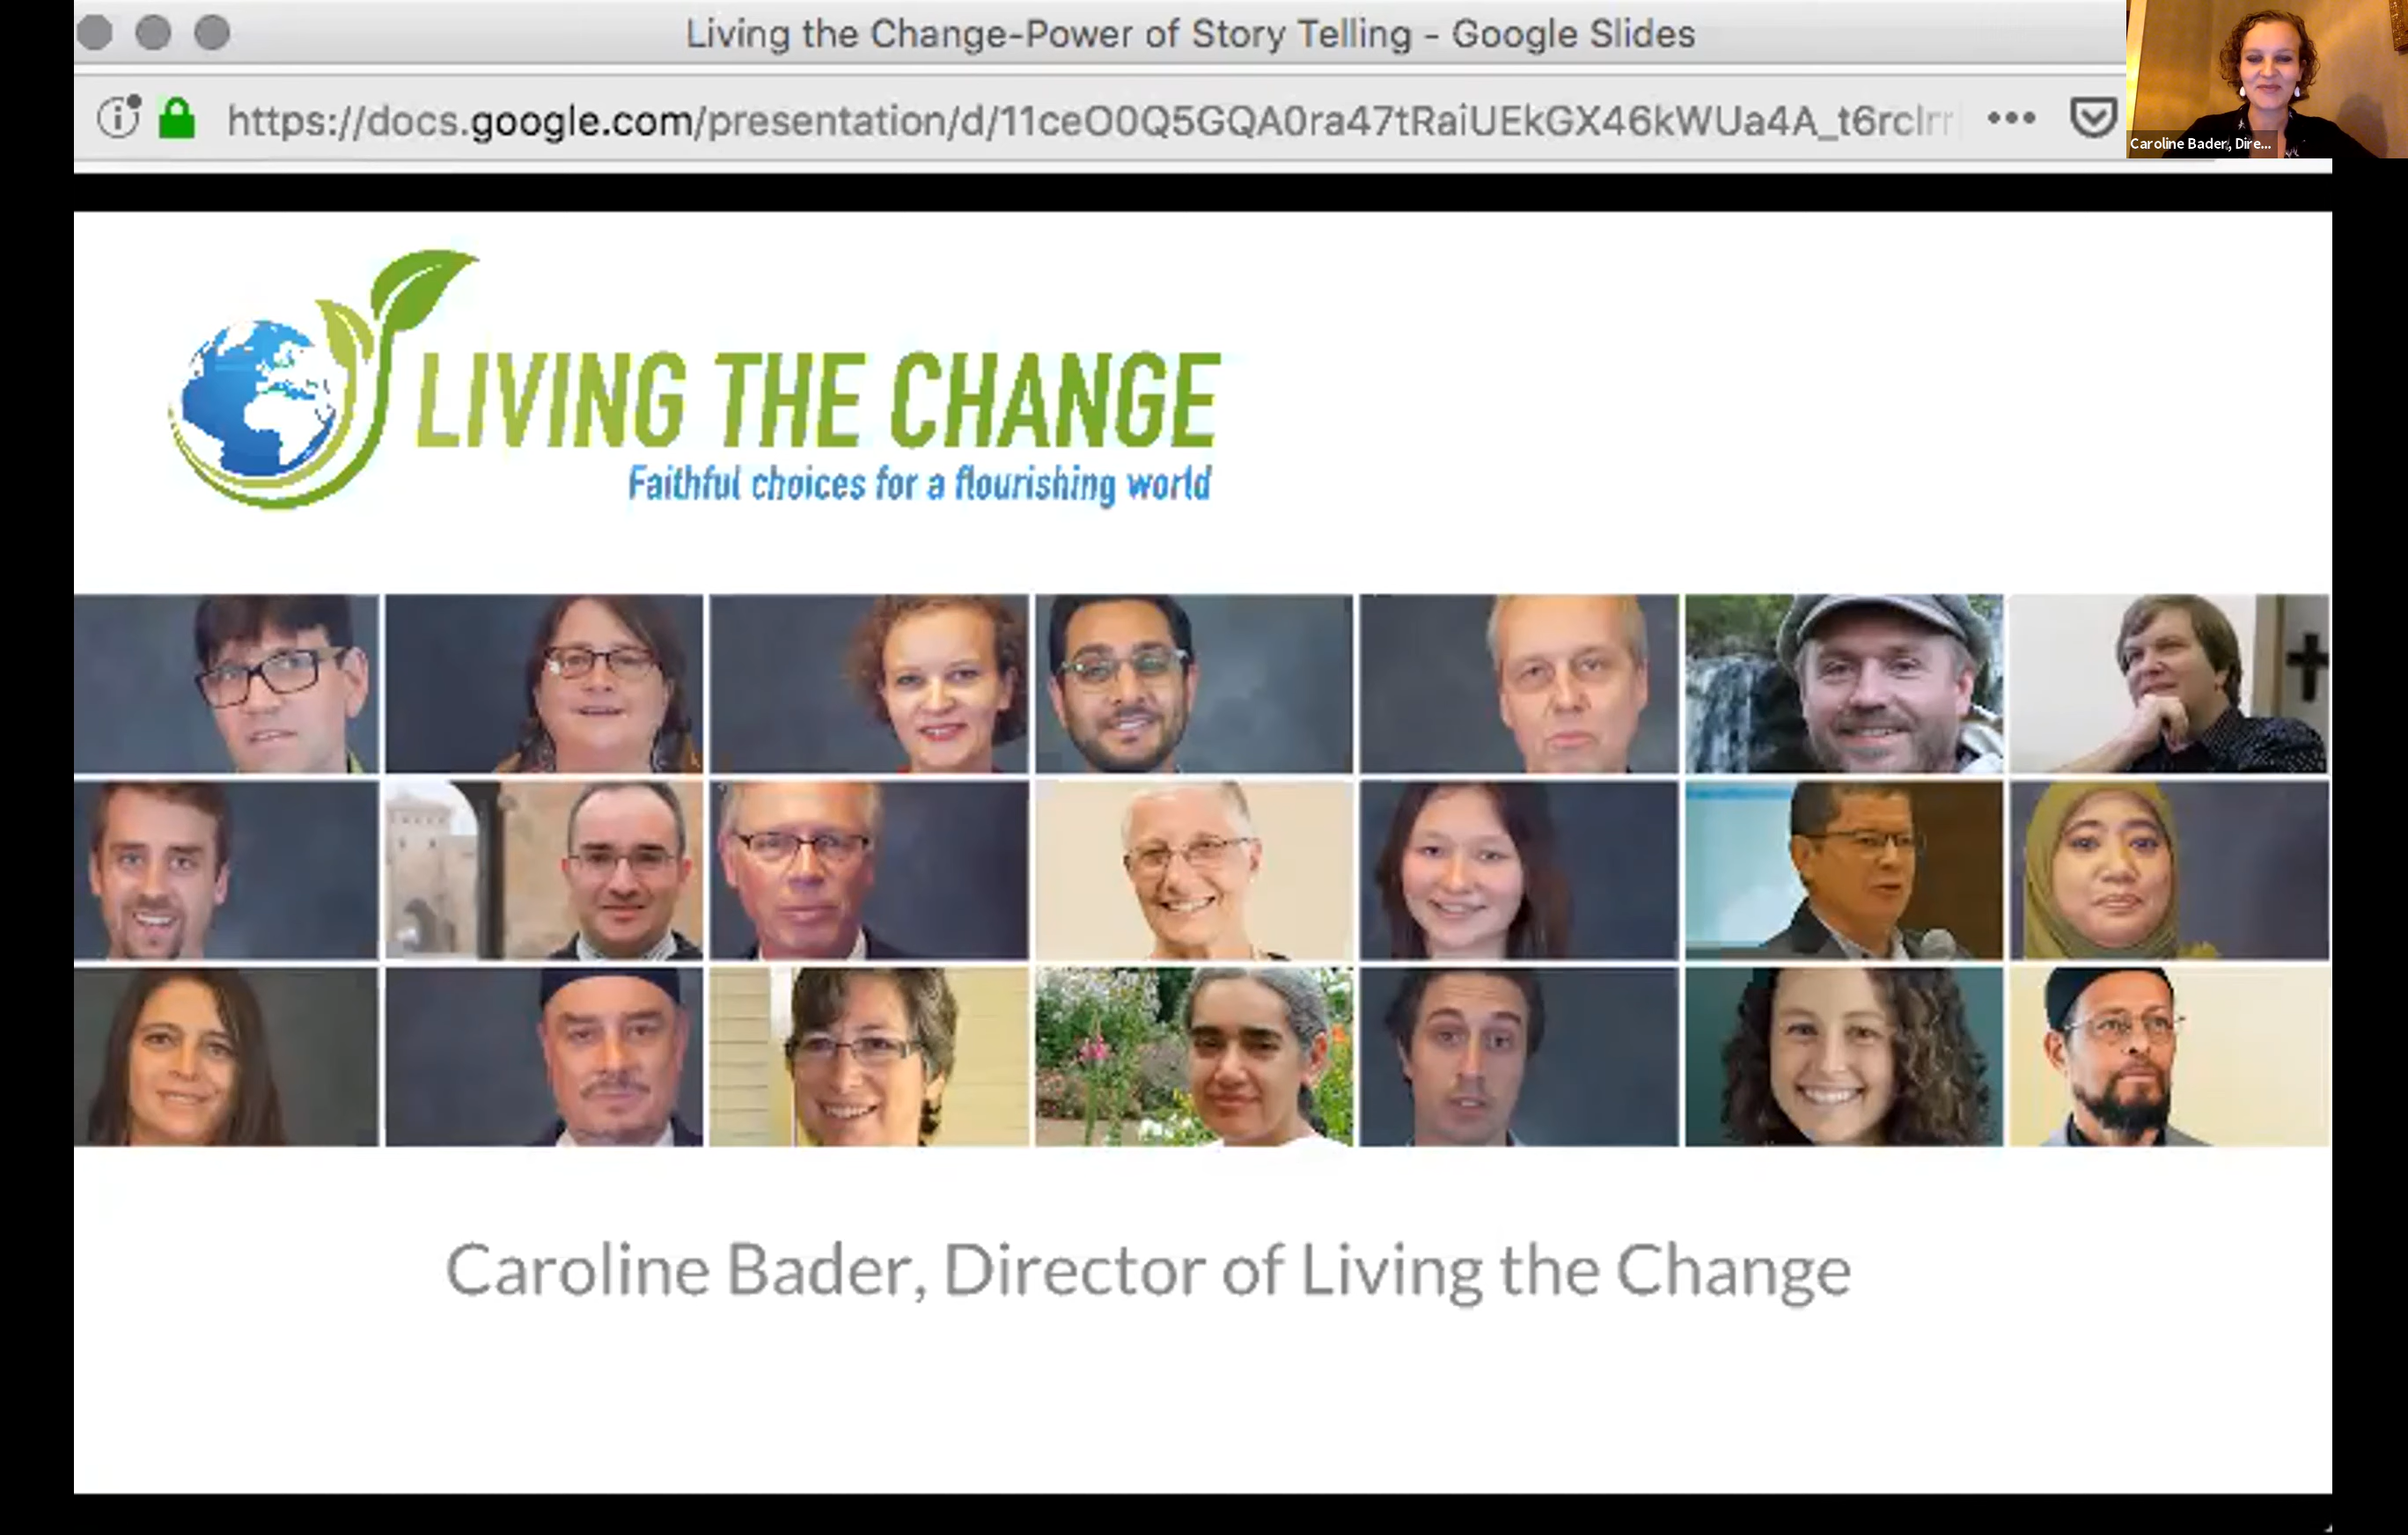 Living the Change-Power of Story Telling - Google Slides
https://docs.google.com/presentation/d/11ceO0Q5GQA0ra47tRaiUEkGX46kWUa4A_t6rclrr
Caroline Bader, Dire...
LIVING THE CHANGE
Faithful choices for a flourishing world
Caroline Bader, Director of Living the Change